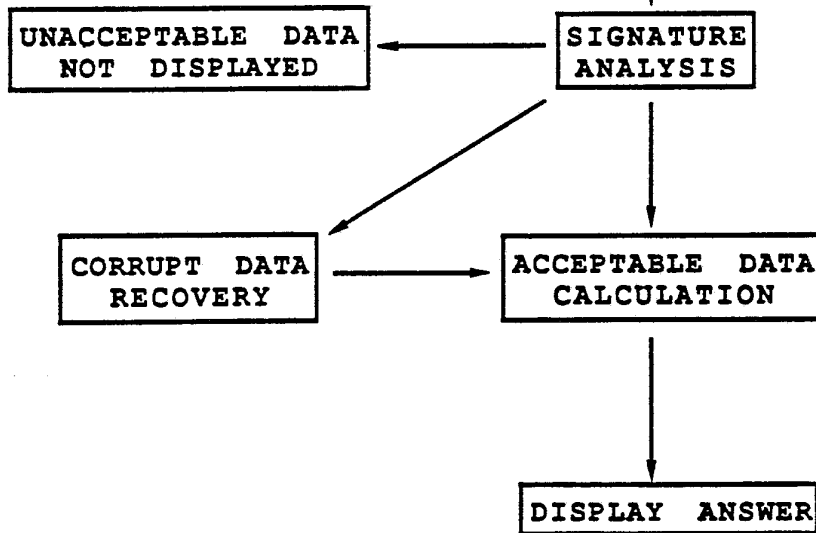 UNACCEPTABLE DATA
NOT DISPLAYED
SIGNATURE
ANALYSIS
CORRUPT DATA
RECOVERY
ACCEPTABLE DATA
CALCULATION
DISPLAY ANSWER